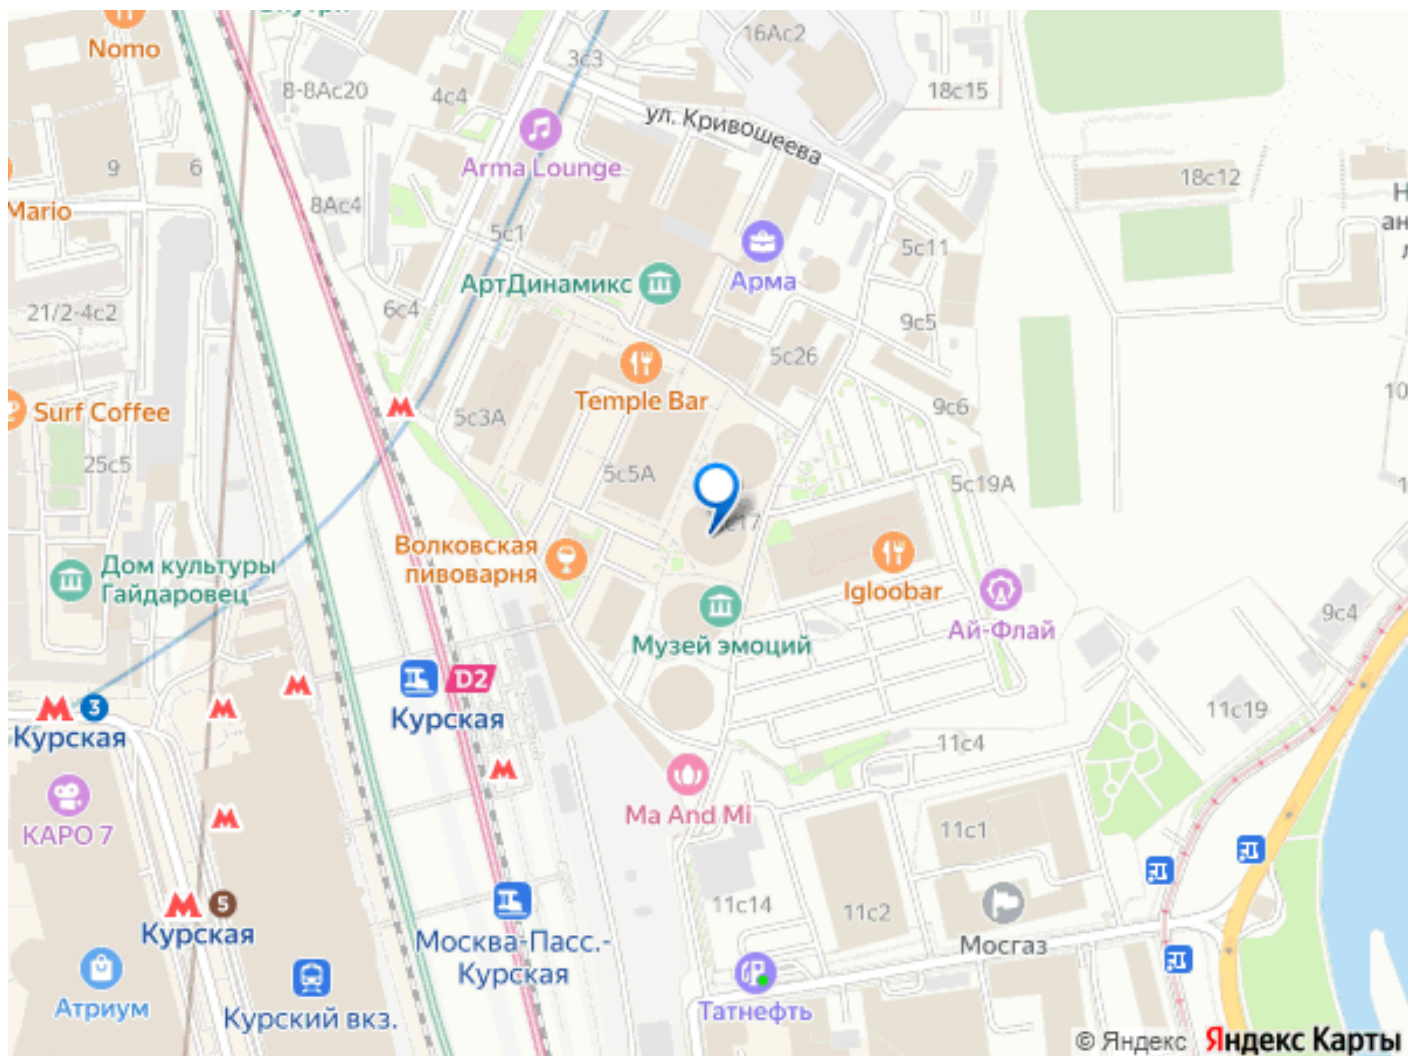 Nomo
16Ас2
3с3
8-8Ас20
4с4
18с15
ул. Кривошеева
Arma Lounge
9
6
18с12
8Ас4
Mario
5с1
5с11
Арма
АртДинамикс
21/2-4с2
6с4
9с5
5с26
Temple Bar
9с6
Surf Coffee
5с3А
25с5
5с5А
5с19А
Волковская
пивоварня
Дом культуры
Гайдаровец
Igloobar
Музей эмоций
Ай-Флай
9с4
D2
Курская
3
Курская
11с19
11с4
Ma And Mi
КАРО 7
11с1
5
Курская
11с14
11с2
Москва-Пасс.-
Курская
Мосгаз
Атриум
Курский вкз.
Татнефть
© Яндекс
Яндекс Карты